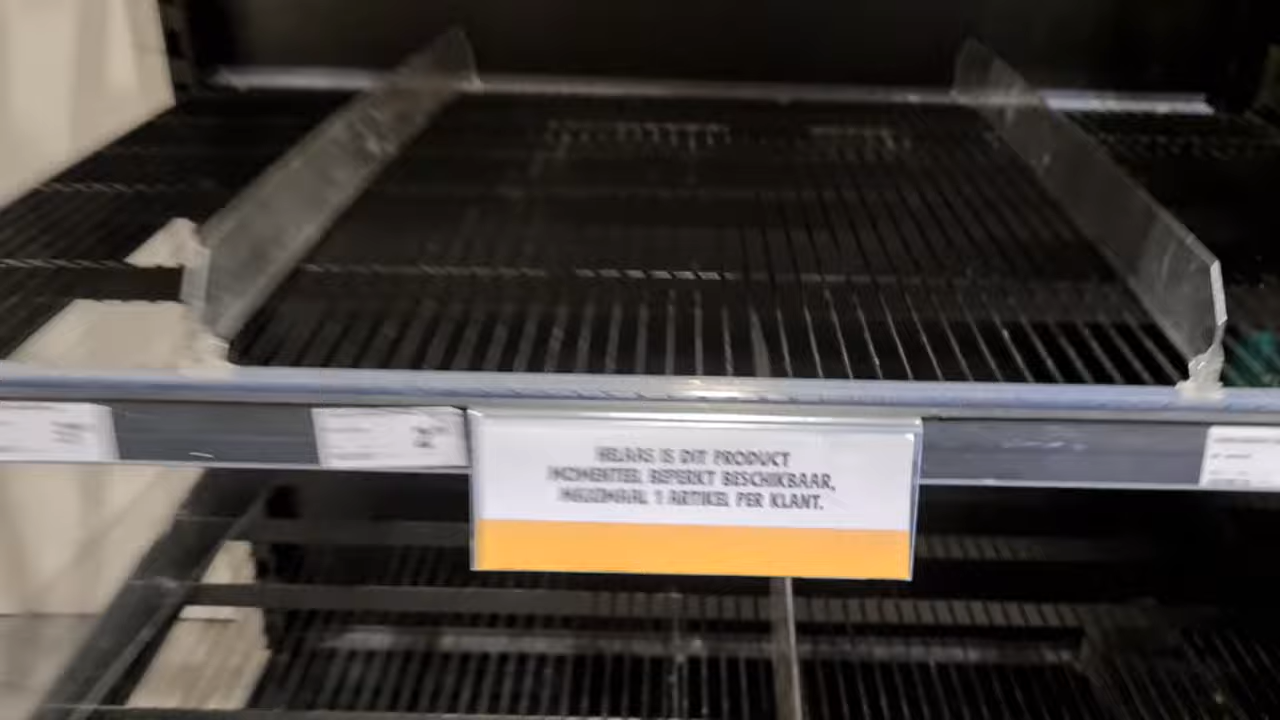 HELAAS IS DIT PRODUCT
MOMENTEEL BEPERKT BESCHIKBAAR,
MAXIMAAL 1 ARTIKEL PER KLANT.